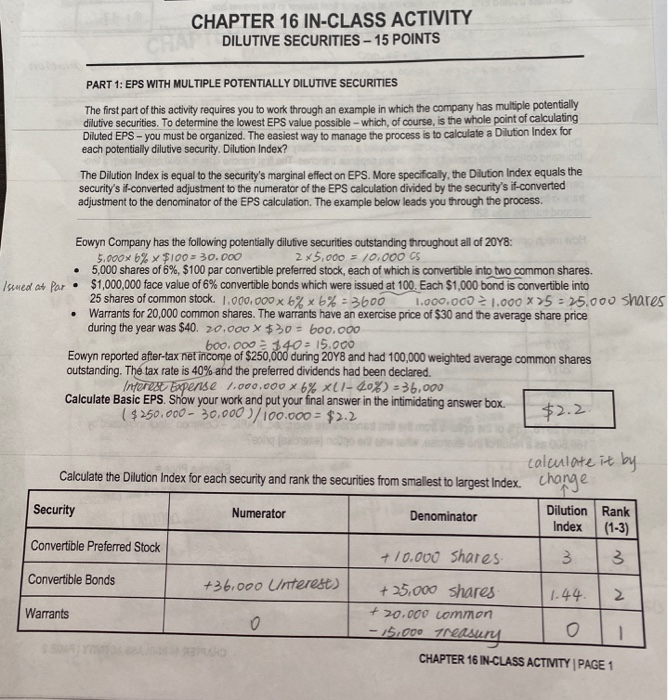 CHAPTER 16 IN-CLASS ACTIVITY
DILUTIVE SECURITIES – 15 POINTS
PART 1: EPS WITH MULTIPLE POTENTIALLY DILUTIVE SECURITIES
The first part of this activity requires you to work through an example in which the company has multiple potentially
dilutive securities. To determine the lowest EPS value possible – which, of course, is the whole point of calculating
Diluted EPS – you must be organized. The easiest way to manage the process is to calculate a Dilution Index for
each potentially dilutive security. Dilution Index?
The Dilution Index is equal to the security's marginal effect on EPS. More specifically, the Dilution Index equals the
security's if-converted adjustment to the numerator of the EPS calculation divided by the security's if-converted
adjustment to the denominator of the EPS calculation. The example below leads you through the process.
Eowyn Company has the following potentially dilutive securities outstanding throughout all of 20Y8:
5.000 x 6% x $100 = 30.000 2 x 5,000 = 10,000 CS
• 5,000 shares of 6%, $100 par convertible preferred stock, each of which is convertible into two common shares.
Issued at Par • $1,000,000 face value of 6% convertible bonds which were issued at 100. Each $1,000 bond is convertible into
25 shares of common stock. 1,000,000 x 6% x 6% = 3600 1.000.000 ÷ 1.000 x 25 = 25,000 shares
• Warrants for 20,000 common shares. The warrants have an exercise price of $30 and the average share price
during the year was $40. 20.000 x $30 = 600.000
600.000 ÷ $40 = 15.000
Eowyn reported after-tax net income of $250,000 during 20Y8 and had 100,000 weighted average common shares
outstanding. The tax rate is 40% and the preferred dividends had been declared.
Interest Expense 1.000.000 x 6% x (1-40%) = 36,000
Calculate Basic EPS. Show your work and put your final answer in the intimidating answer box.
($250,000 - 30,000)/100.000 = $2.2
$2.2
calculate it by
change
Calculate the Dilution Index for each security and rank the securities from smallest to largest Index.
Security Numerator Denominator Dilution Index Rank (1-3)
Convertible Preferred Stock +10.000 shares 3 3
Convertible Bonds +36,000 (Interest) +25,000 shares 1.44. 2
Warrants 0 +20.000 common
-15,000 treasury 0 1
CHAPTER 16 IN-CLASS ACTIVITY | PAGE 1